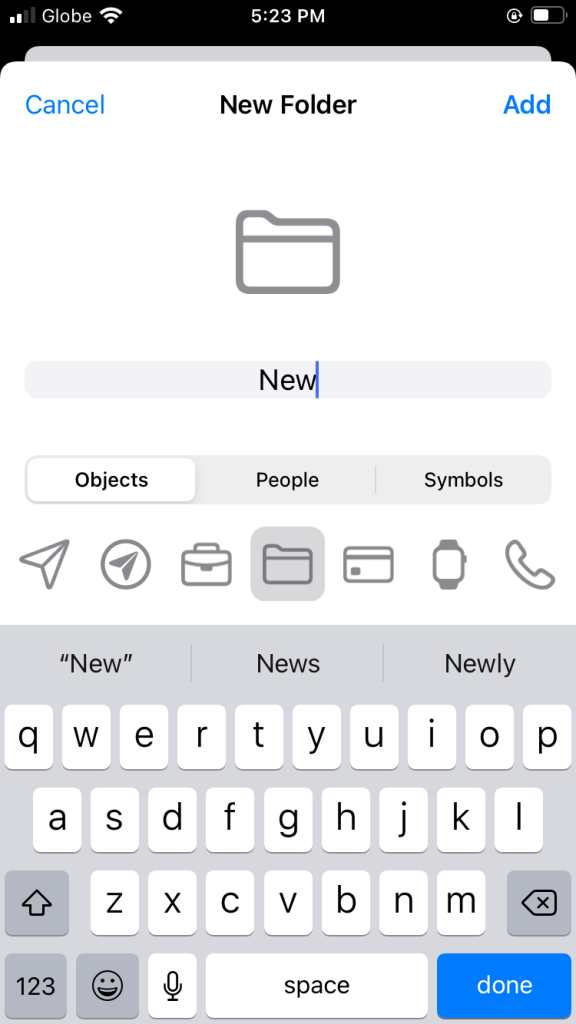 Globe 5:23 PM
Cancel New Folder Add
New
Objects People Symbols
“New” News Newly
q w e r t y u i o p
a s d f g h j k l
z x c v b n m
123 space done